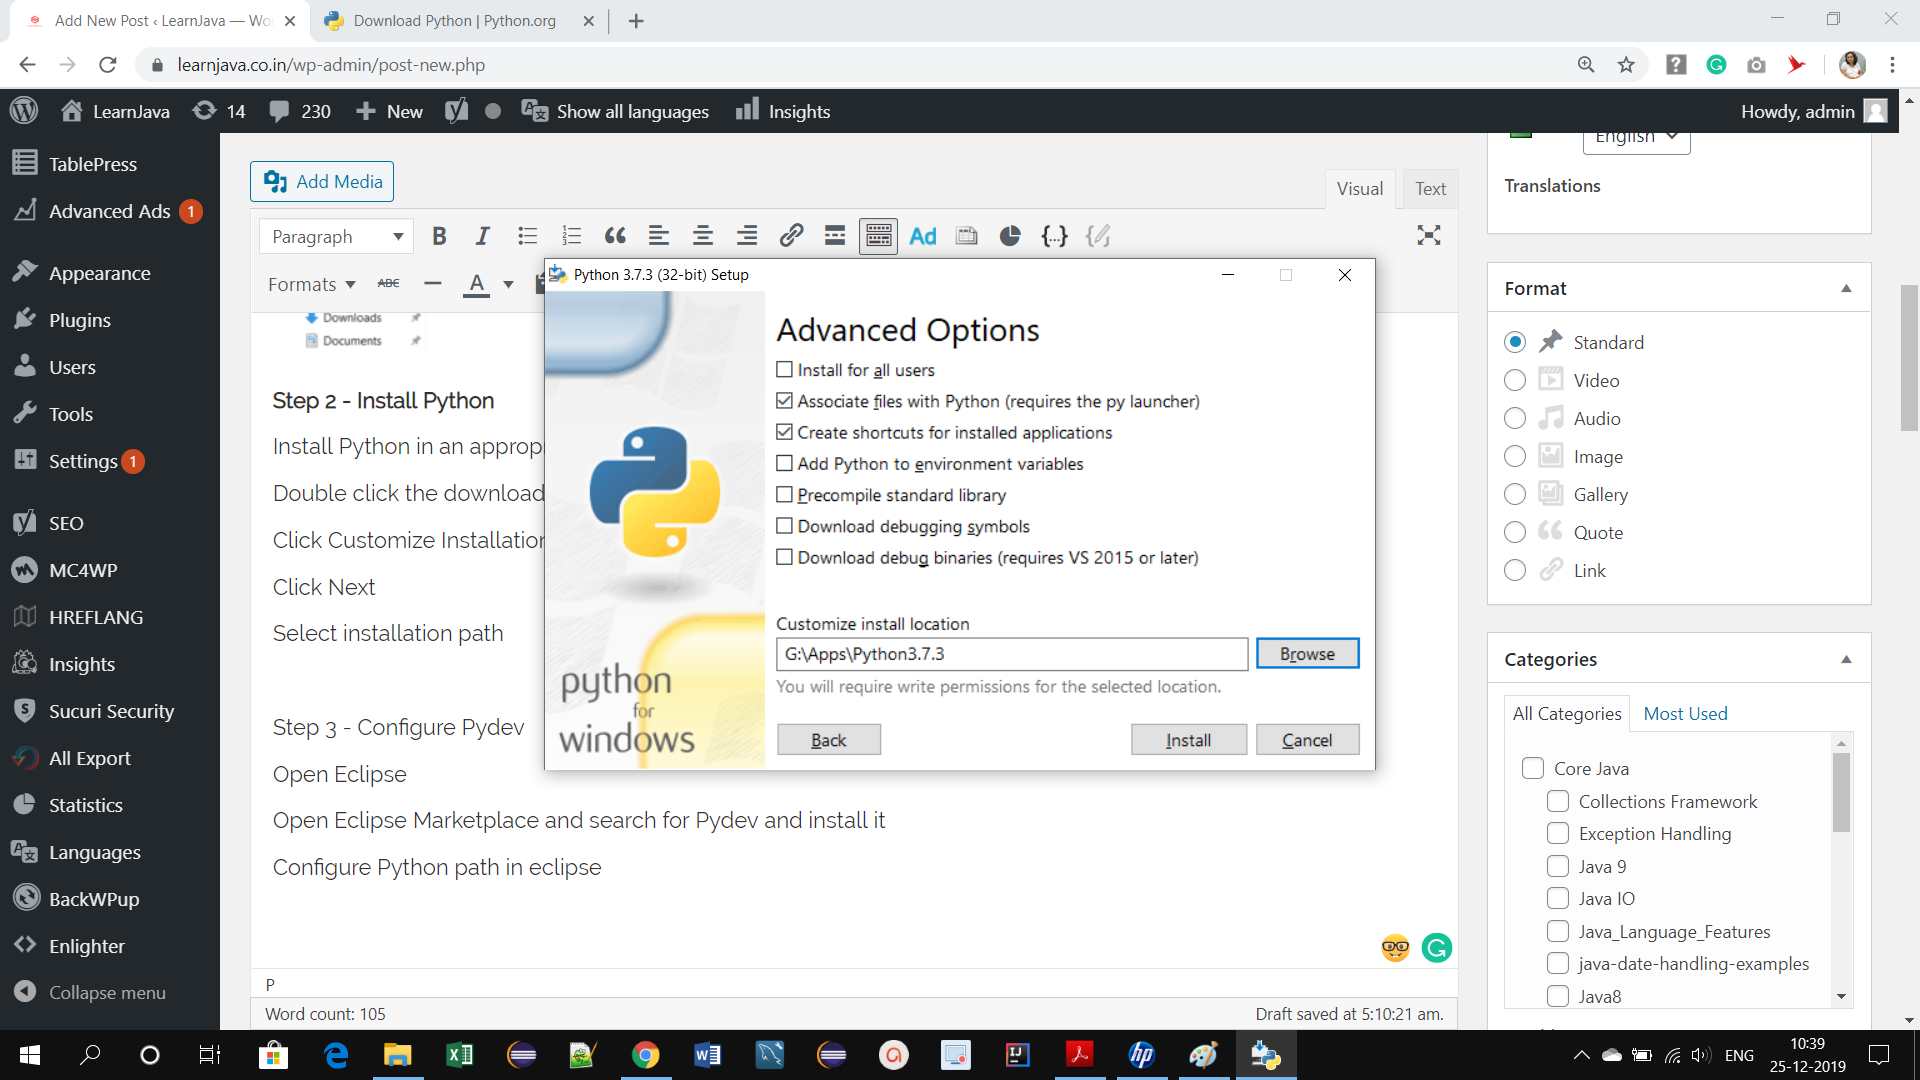 Add New Post ‹ LearnJava — Wo
Download Python | Python.org
learnjava.co.in/wp-admin/post-new.php
LearnJava
14
230
New
Show all languages
Insights
Howdy, admin
TablePress
Advanced Ads 1
Appearance
Plugins
Users
Tools
Settings 1
SEO
MC4WP
HREFLANG
Insights
Sucuri Security
All Export
Statistics
Languages
BackWPup
Enlighter
Collapse menu
Add Media
Visual
Text
Paragraph
B
I
Ad
Formats
ABC
A
Downloads
Documents
Step 2 - Install Python
Install Python in an approp
Double click the download
Click Customize Installation
Click Next
Select installation path
Step 3 - Configure Pydev
Open Eclipse
Open Eclipse Marketplace and search for Pydev and install it
Configure Python path in eclipse
P
Word count: 105
Draft saved at 5:10:21 am.
Python 3.7.3 (32-bit) Setup
Advanced Options
Install for all users
Associate files with Python (requires the py launcher)
Create shortcuts for installed applications
Add Python to environment variables
Precompile standard library
Download debugging symbols
Download debug binaries (requires VS 2015 or later)
Customize install location
G:\Apps\Python3.7.3
Browse
You will require write permissions for the selected location.
Back
Install
Cancel
python
for
windows
English
Translations
Format
Standard
Video
Audio
Image
Gallery
Quote
Link
Categories
All Categories
Most Used
Core Java
Collections Framework
Exception Handling
Java 9
Java IO
Java_Language_Features
java-date-handling-examples
Java8
ENG
10:39
25-12-2019